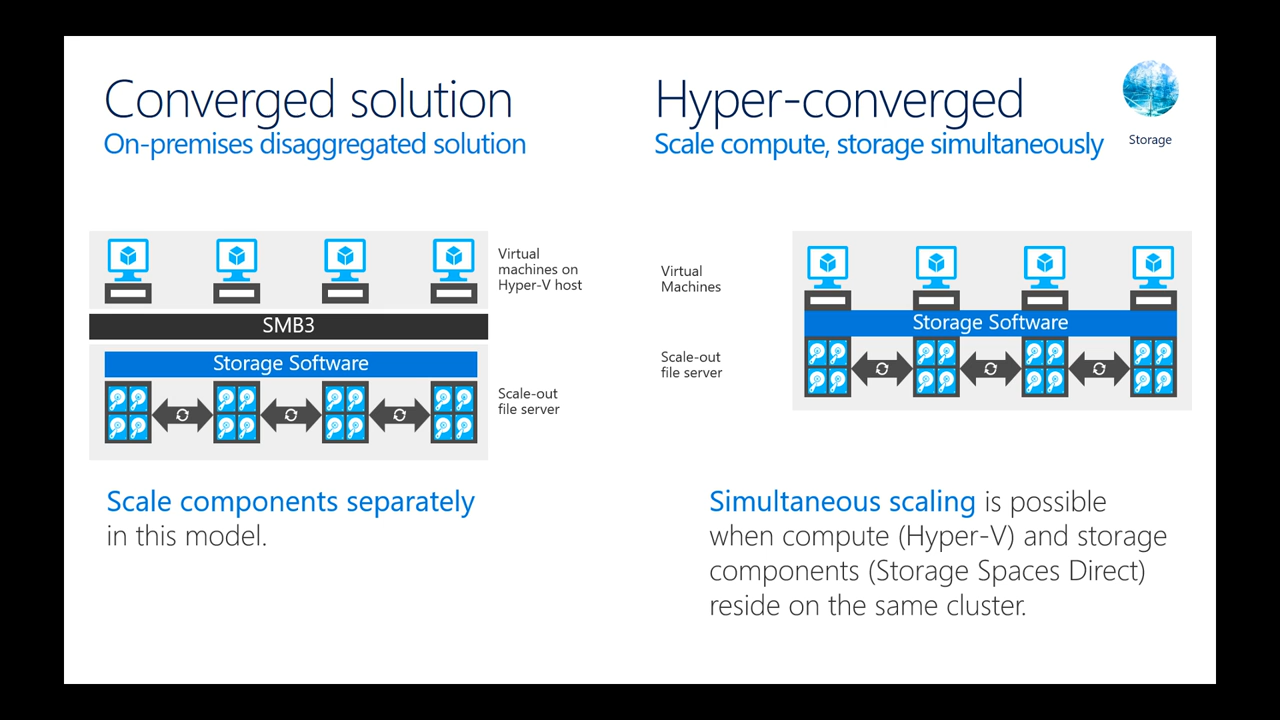 Converged solution
On-premises disaggregated solution
Virtual
machines on
Hyper-V host
SMB3
Storage Software
Scale-out
file server
Scale components separately
in this model.
Hyper-converged
Scale compute, storage simultaneously
Storage
Virtual
Machines
Storage Software
Scale-out
file server
Simultaneous scaling is possible
when compute (Hyper-V) and storage
components (Storage Spaces Direct)
reside on the same cluster.